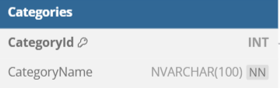 Categories
CategoryId INT
CategoryName NVARCHAR(100) NN